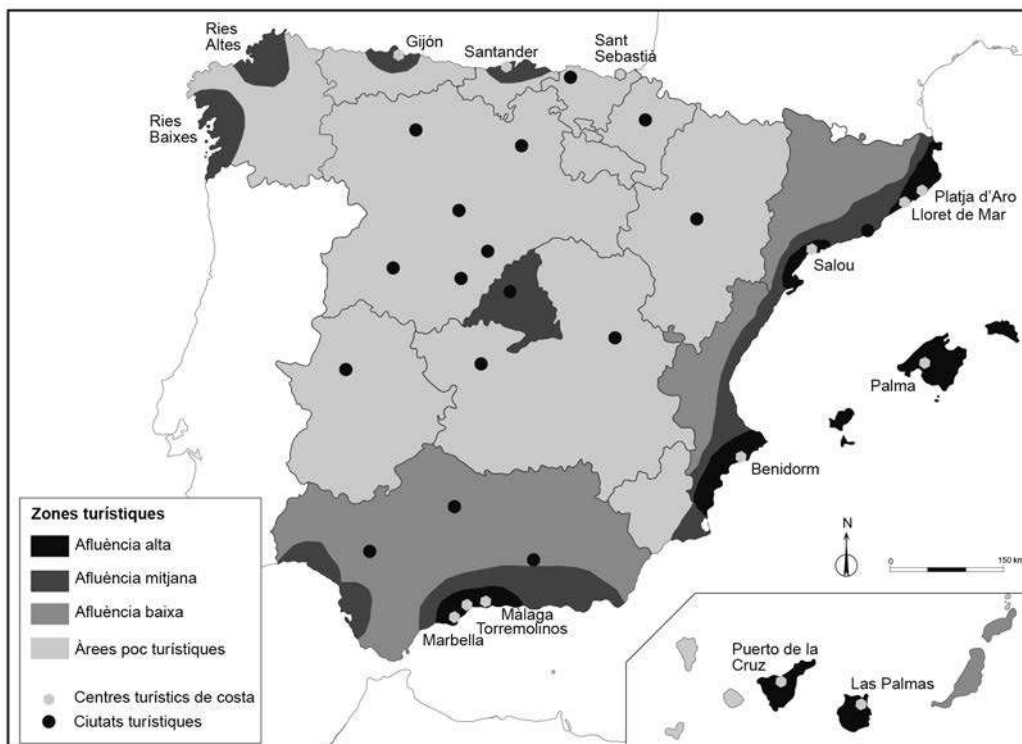 Ries
Altes
Gijón
Santander
Sant
Sebastià
Ries
Baixes
Platja d'Aro
Lloret de Mar
Salou
Palma
Benidorm
Màlaga
Torremolinos
Marbella
N
0
150 km
Zones turístiques
Afluència alta
Afluència mitjana
Afluència baixa
Àrees poc turístiques
Centres turístics de costa
Ciutats turístiques
Puerto de la
Cruz
Las Palmas